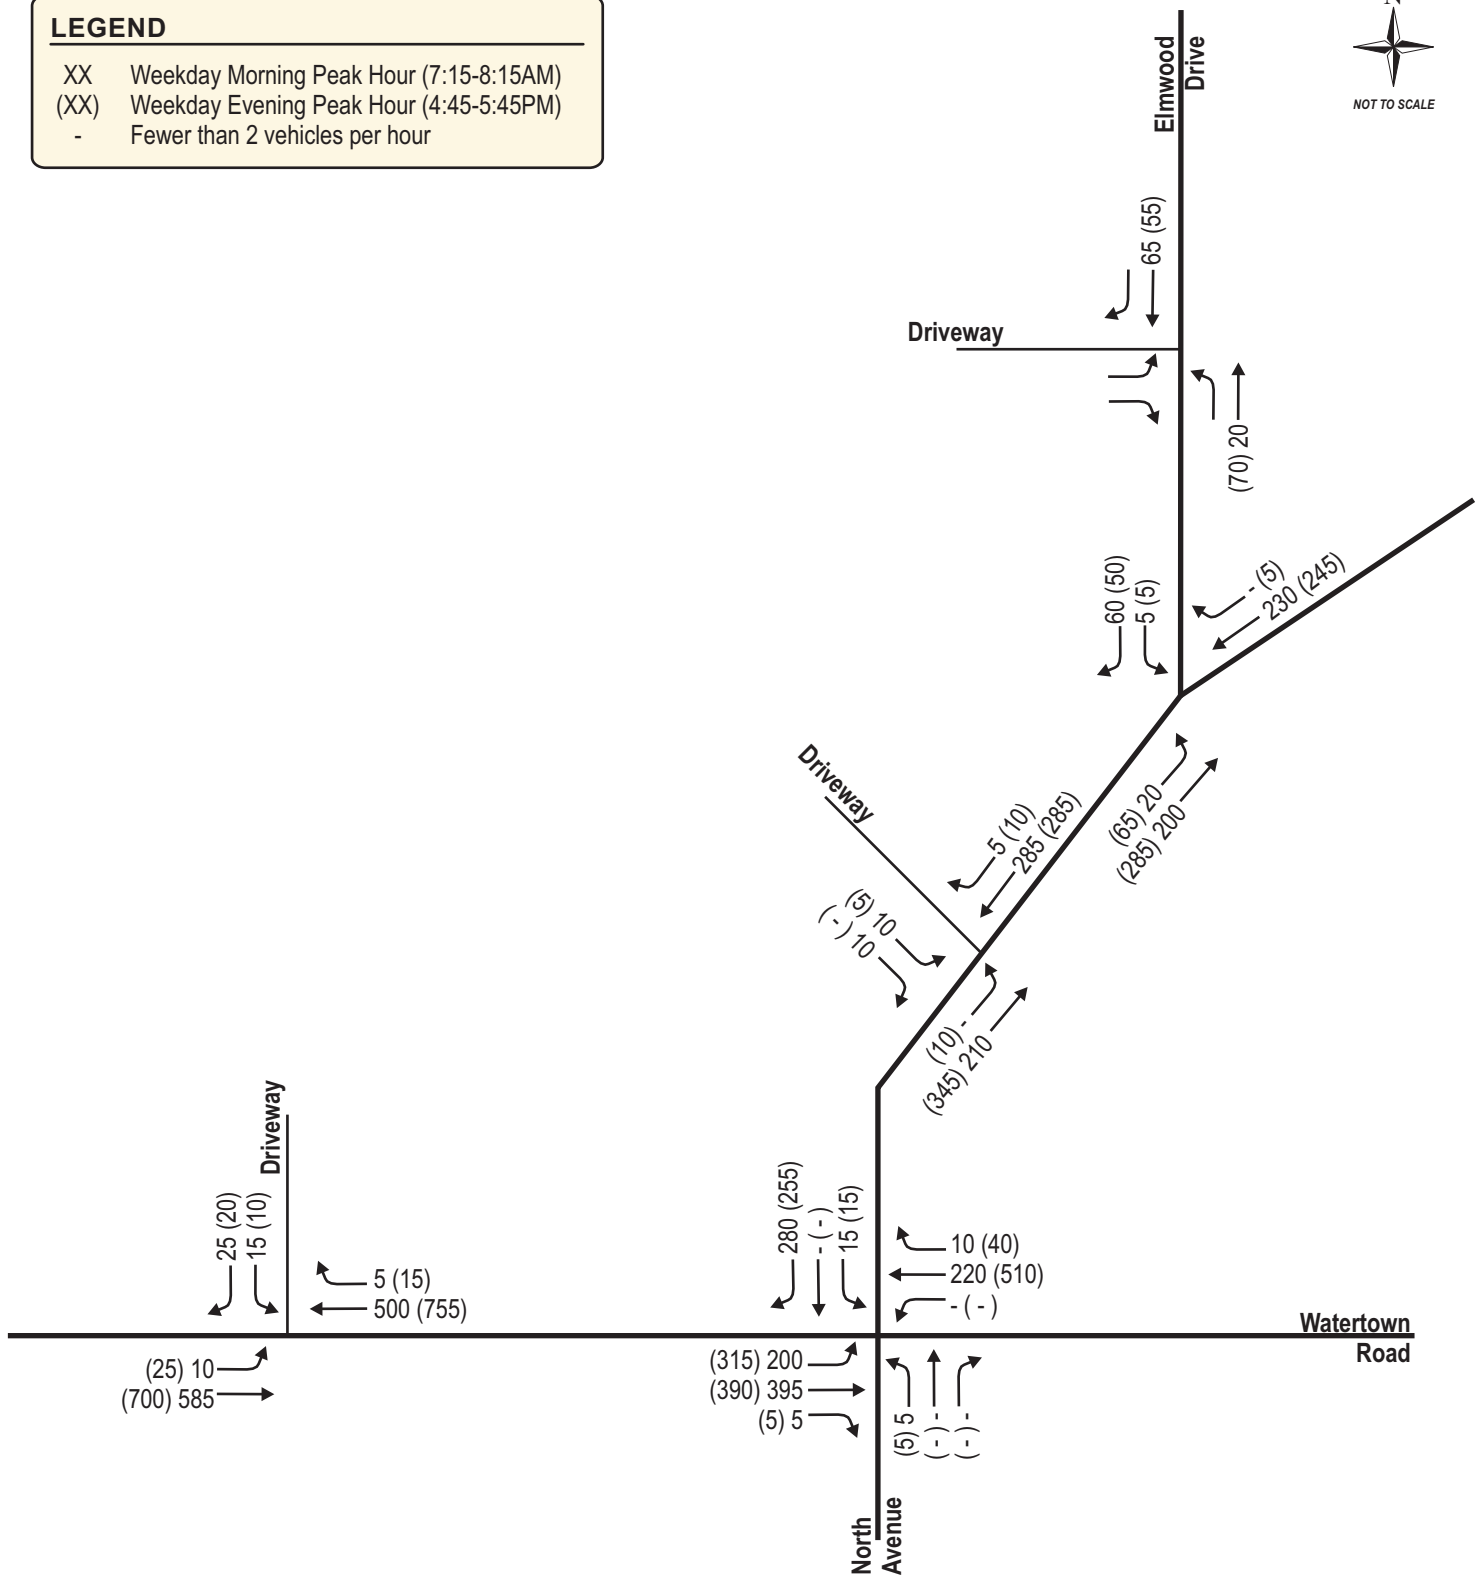 LEGEND
XX Weekday Morning Peak Hour (7:15-8:15AM)
(XX) Weekday Evening Peak Hour (4:45-5:45PM)
- Fewer than 2 vehicles per hour
N
NOT TO SCALE
Elmwood
Drive
65 (55)
Driveway
(70) 20
60 (50)
5 (5)
- (5)
230 (245)
Driveway
5 (10)
285 (285)
(65) 20
(285) 200
(5) 10
( - ) 10
(10) -
(345) 210
Driveway
25 (20)
15 (10)
5 (15)
500 (755)
(25) 10
(700) 585
280 (255)
- ( - )
15 (15)
10 (40)
220 (510)
- ( - )
Watertown
Road
(315) 200
(390) 395
(5) 5
(5) 5
( - ) -
( - ) -
North
Avenue